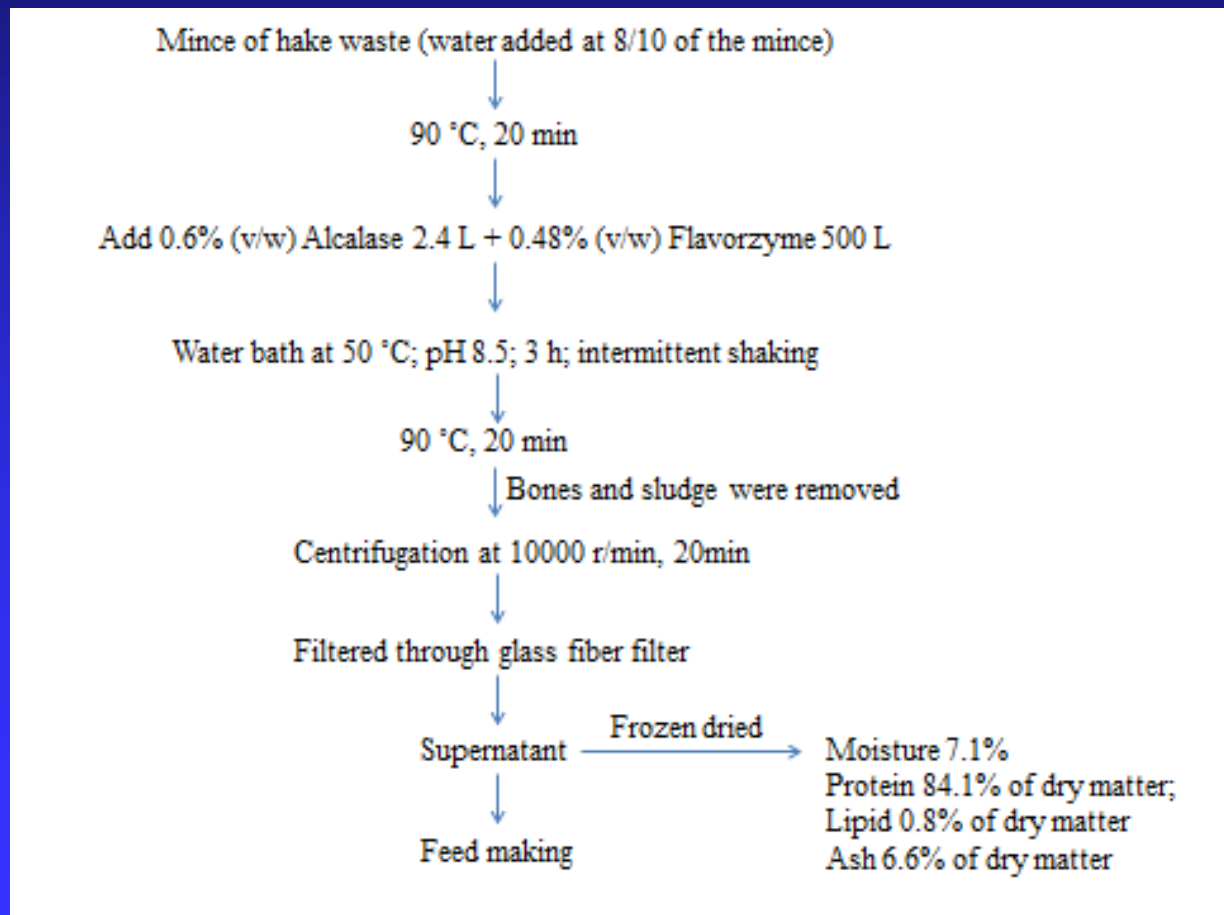 Mince of hake waste (water added at 8/10 of the mince)
90 °C, 20 min
Add 0.6% (v/w) Alcalase 2.4 L + 0.48% (v/w) Flavorzyme 500 L
Water bath at 50 °C; pH 8.5; 3 h; intermittent shaking
90 °C, 20 min
Bones and sludge were removed
Centrifugation at 10000 r/min, 20min
Filtered through glass fiber filter
Frozen dried
Supernatant
Moisture 7.1%
Protein 84.1% of dry matter;
Lipid 0.8% of dry matter
Ash 6.6% of dry matter
Feed making